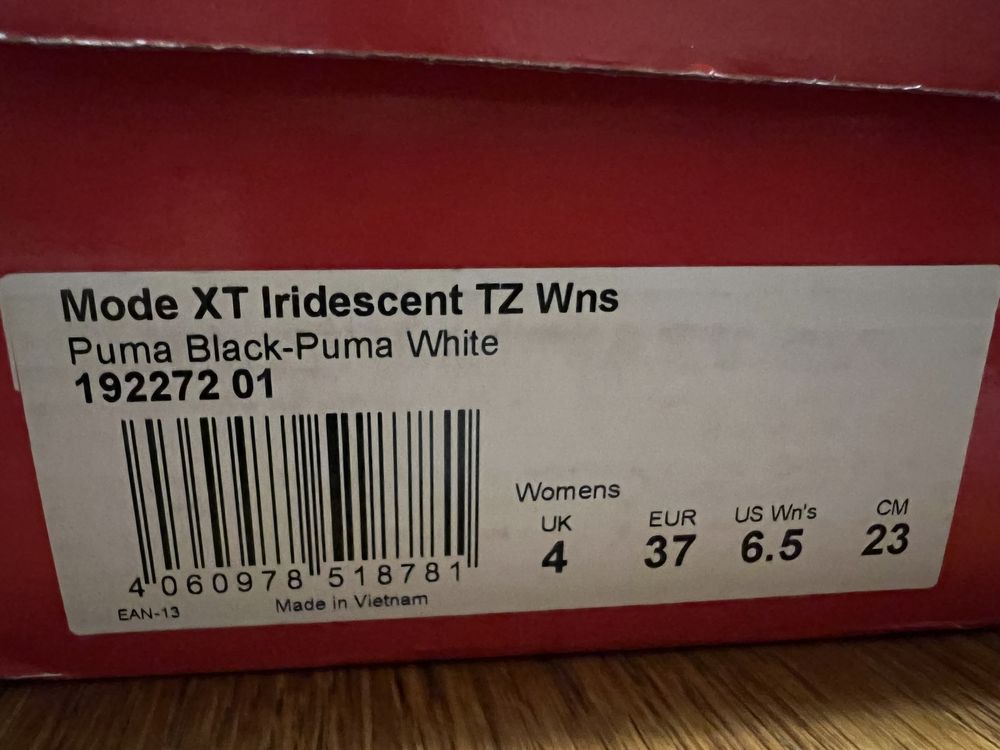 Mode XT Iridescent TZ Wns
Puma Black-Puma White
192272 01
4 060978 518781
EAN-13
Made in Vietnam
Womens
UK EUR US Wn's CM
4 37 6.5 23